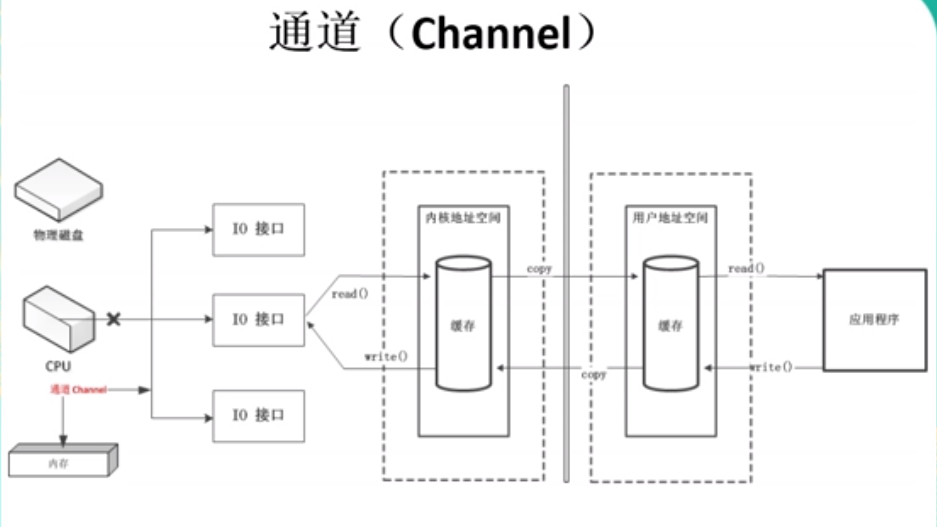 通道（Channel）
物理磁盘
CPU
通道 Channel
内存
IO 接口
IO 接口
IO 接口
read()
write()
内核地址空间
缓存
copy
copy
用户地址空间
缓存
read()
write()
应用程序